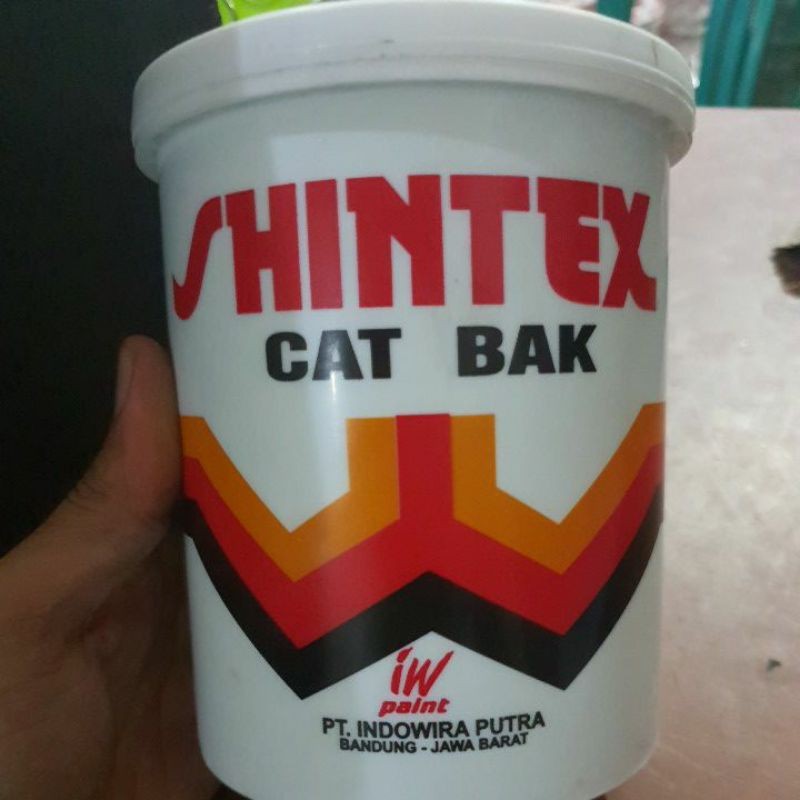 SHINTEX
CAT BAK
iw
paint
PT. INDOWIRA PUTRA
BANDUNG - JAWA BARAT